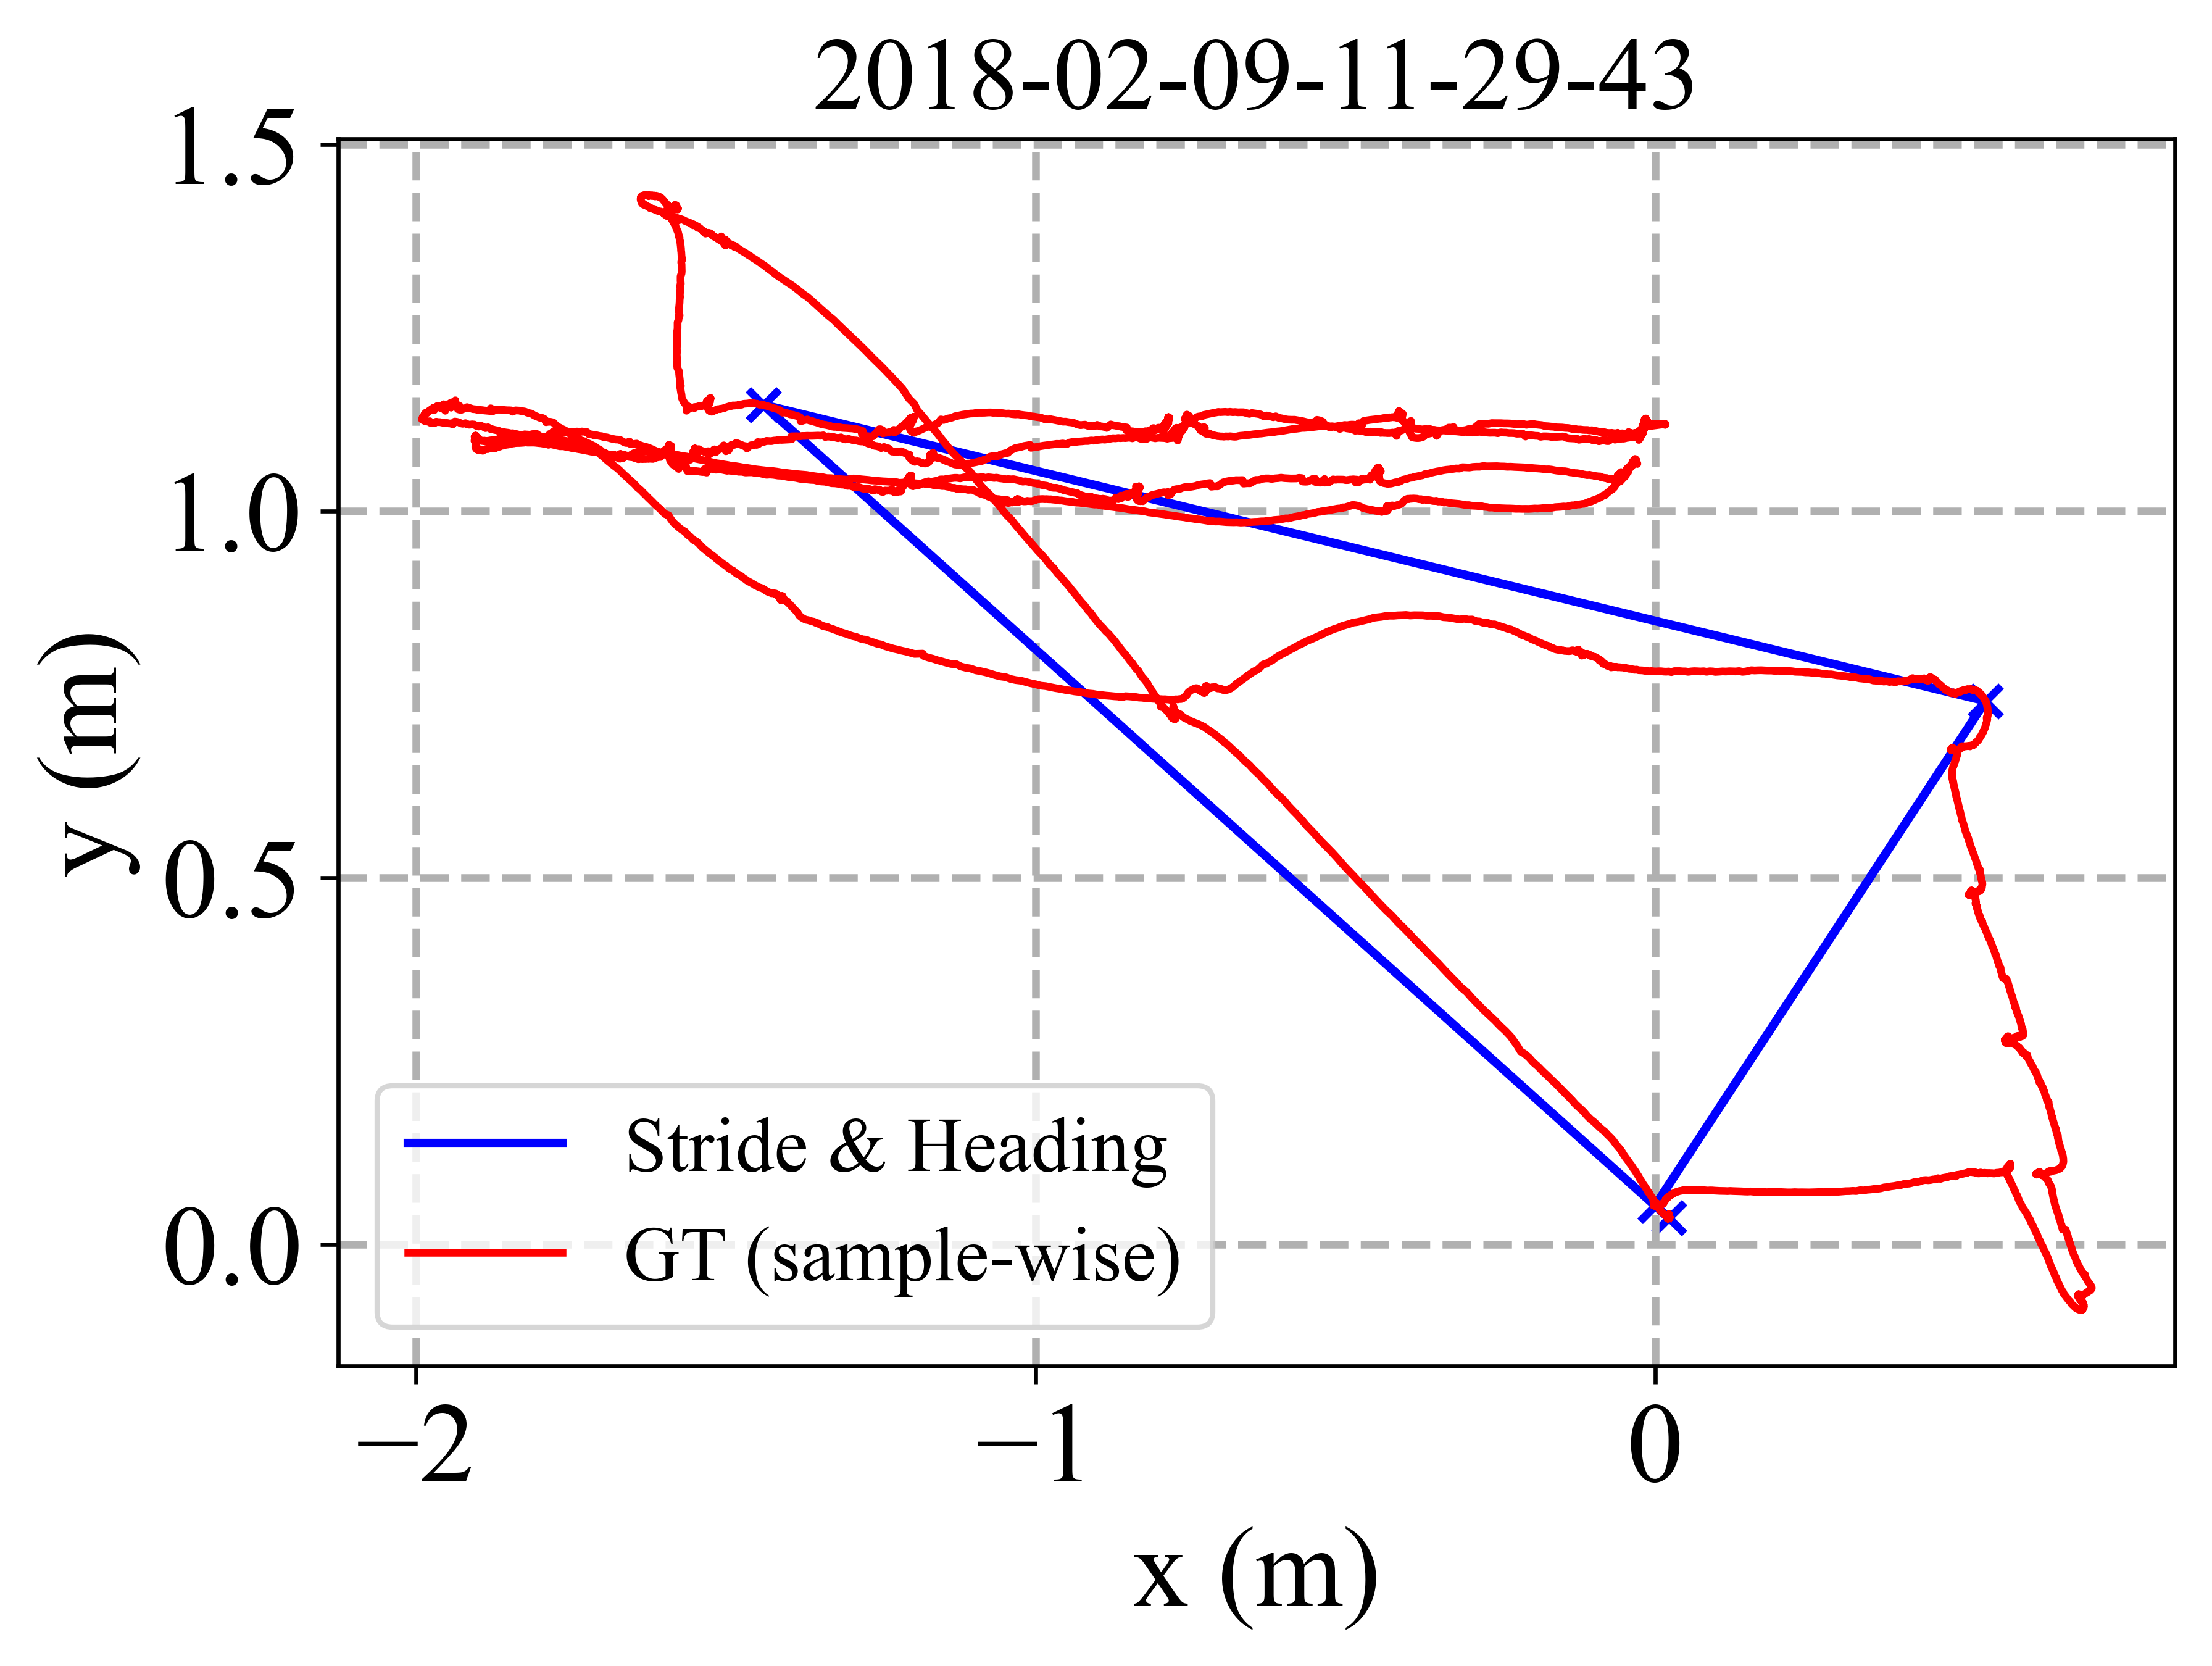 2018-02-09-11-29-43
1.5
1.0
0.5
0.0
y (m)
Stride & Heading
GT (sample-wise)
−2
−1
0
x (m)